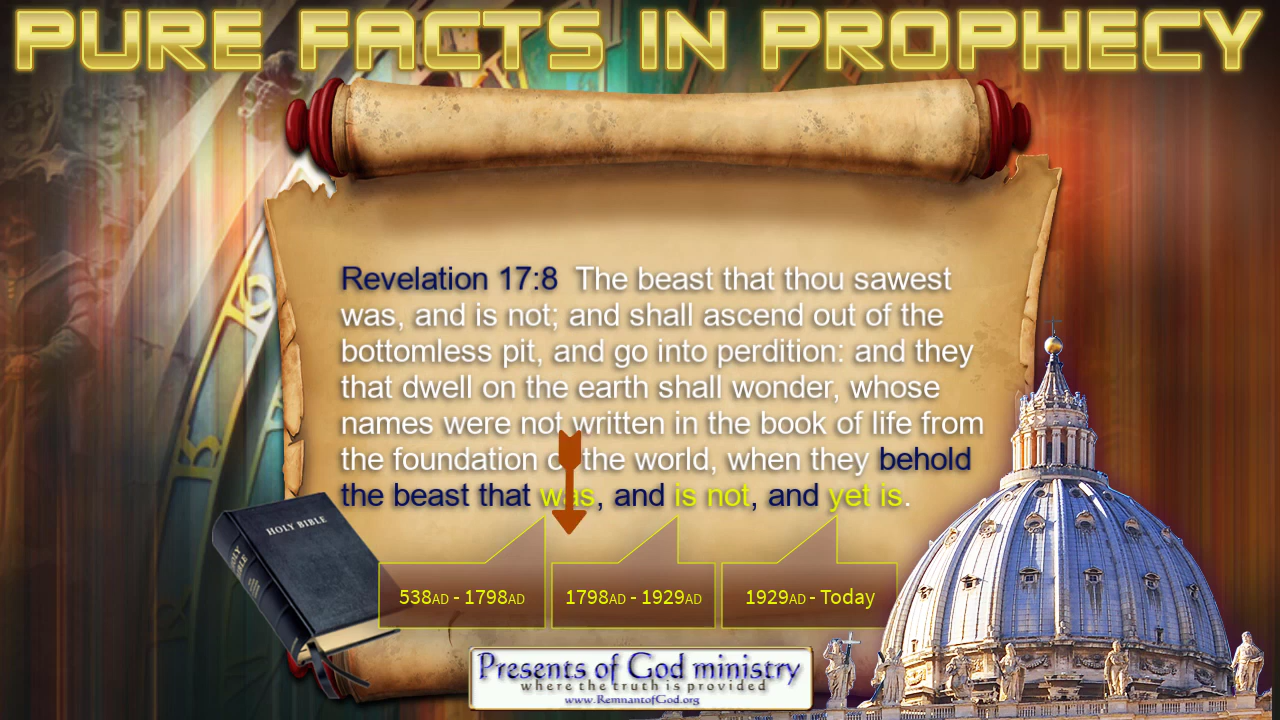 PURE FACTS IN PROPHECY
Revelation 17:8 The beast that thou sawest
was, and is not; and shall ascend out of the
bottomless pit, and go into perdition: and they
that dwell on the earth shall wonder, whose
names were not written in the book of life from
the foundation of the world, when they behold
the beast that was, and is not, and yet is.
HOLY BIBLE
HOLY BIBLE
538AD - 1798AD
1798AD - 1929AD
1929AD - Today
Presents of God ministry
where the truth is provided
www.RemnantofGod.org